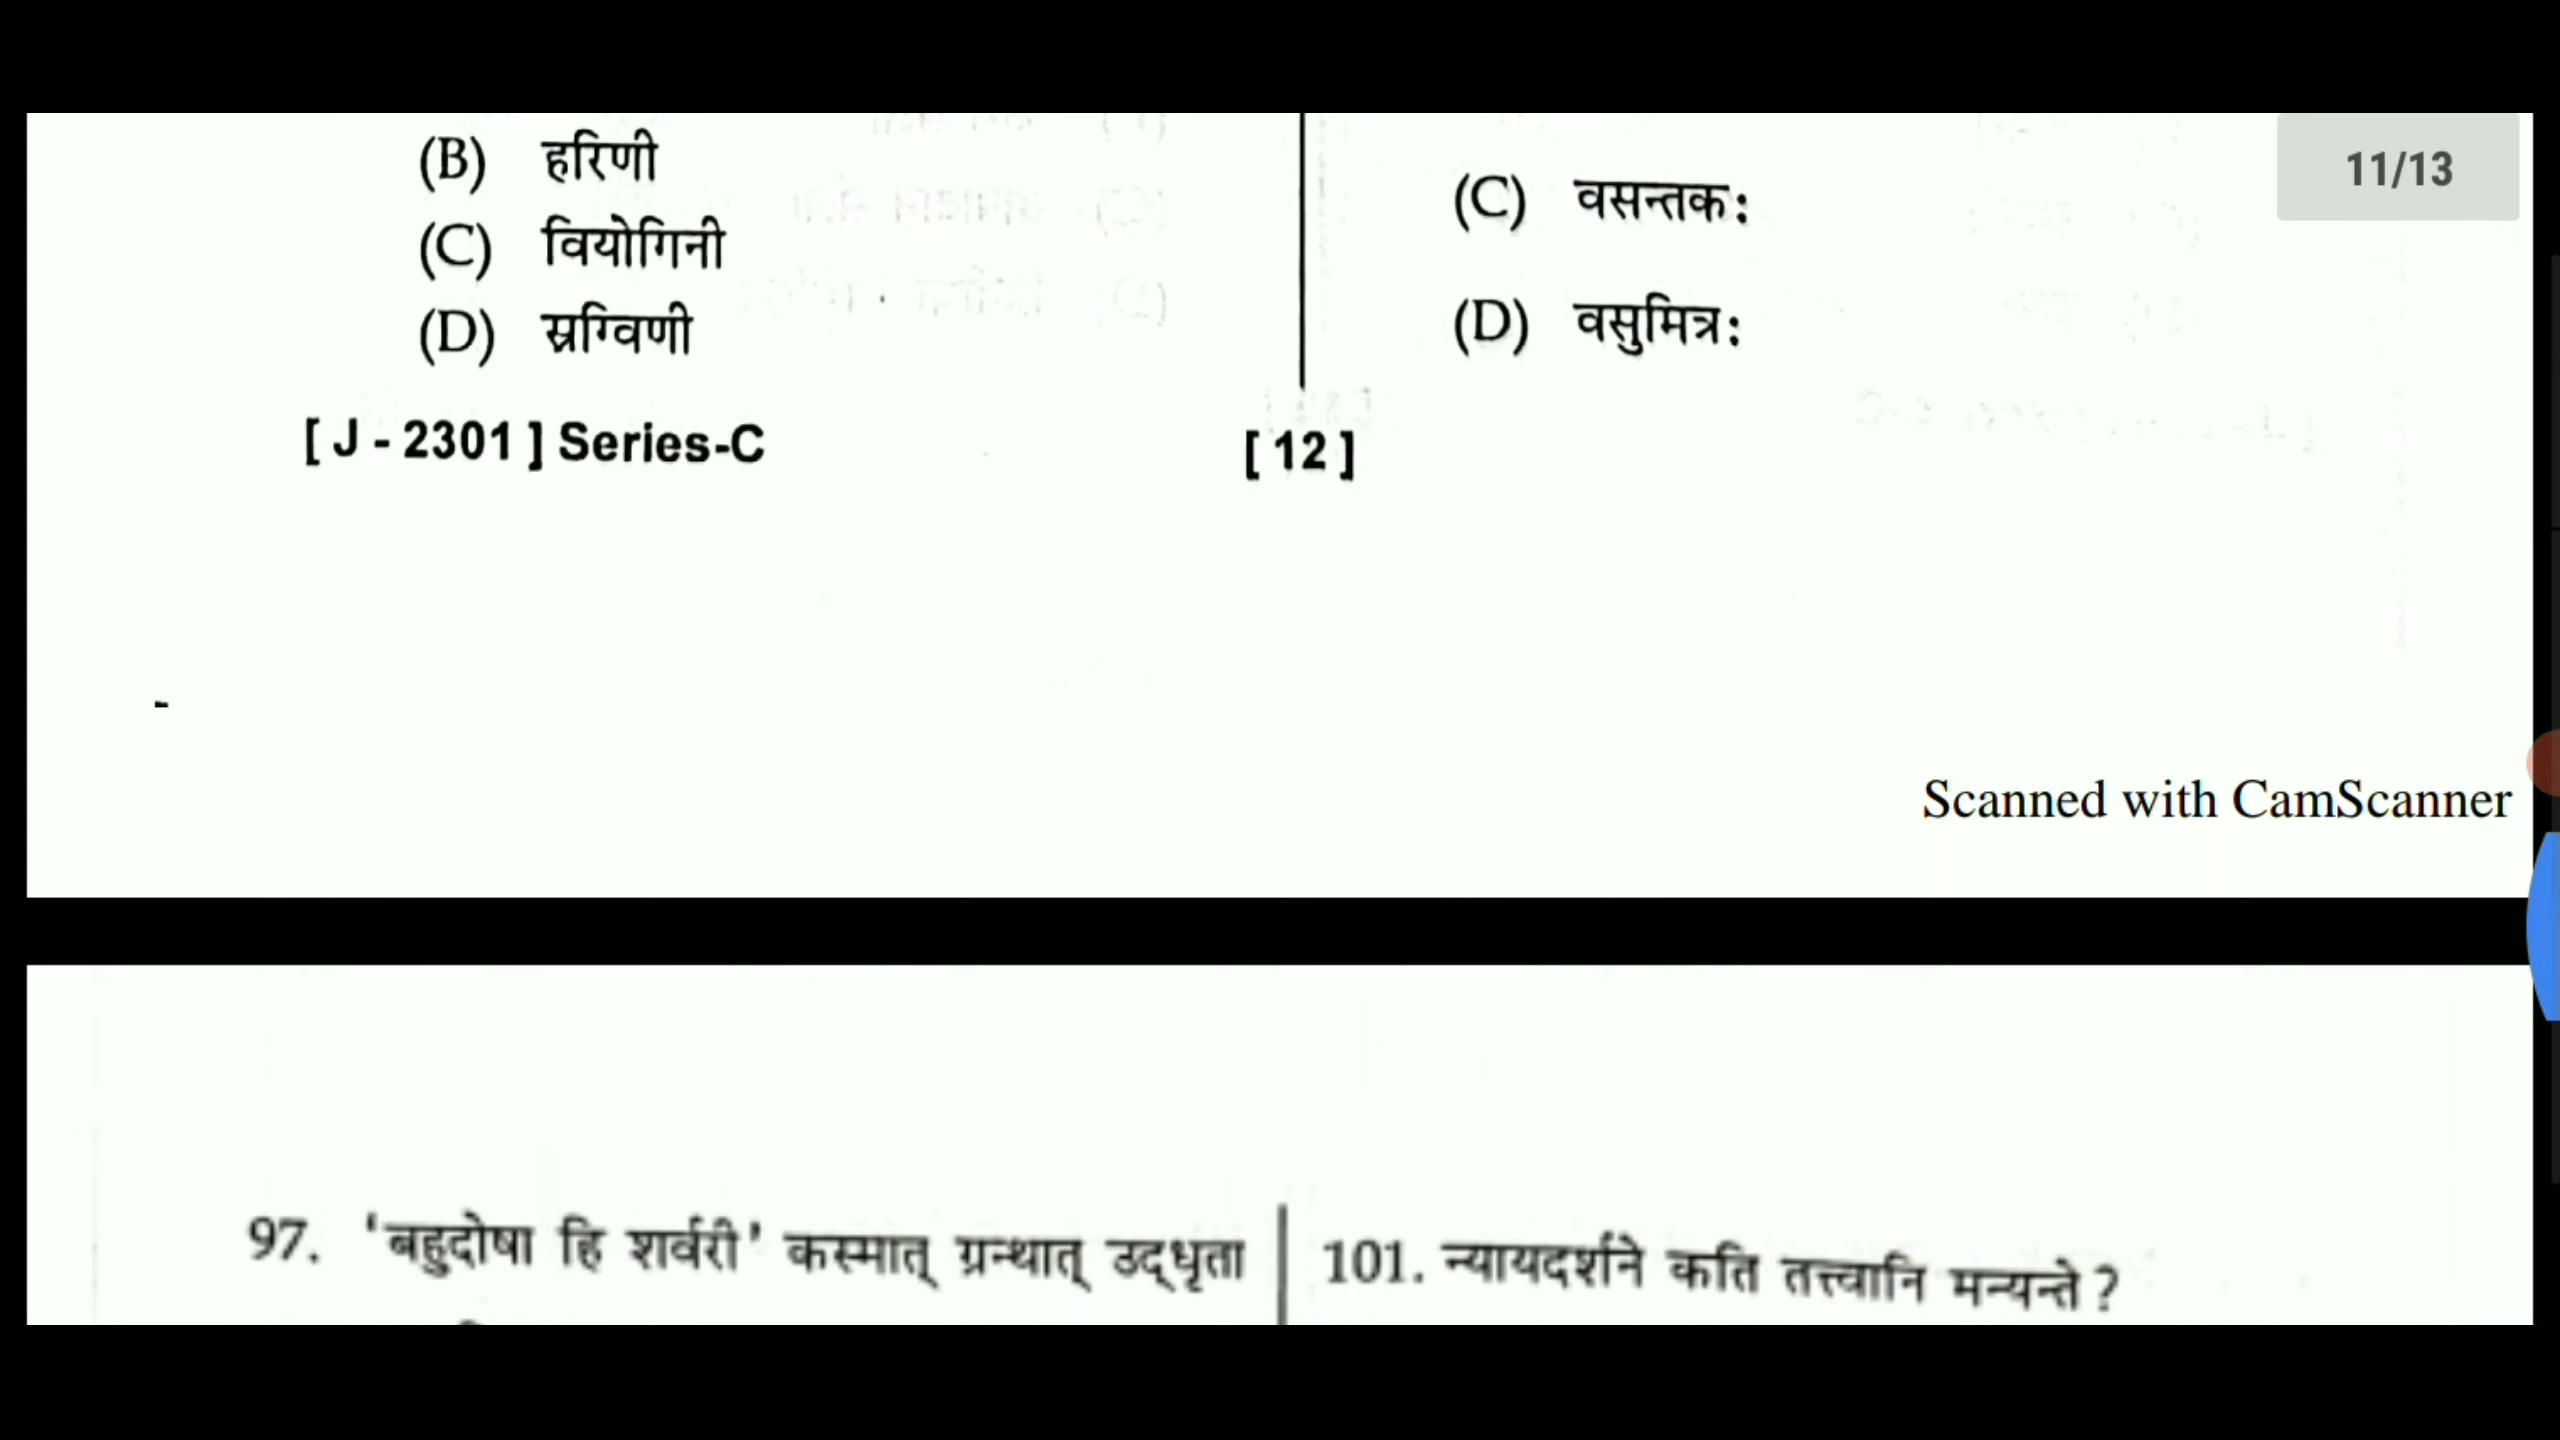 (B) हरिणी
(C) वियोगिनी
(D) स्रग्विणी
(C) वसन्तकः
(D) वसुमित्रः
11/13
[ J - 2301 ] Series-C
[ 12 ]
Scanned with CamScanner
97. 'बहुदोषा हि शर्वरी' कस्मात् ग्रन्थात् उद्धृता
101. न्यायदर्शने कति तत्त्वानि मन्यन्ते ?